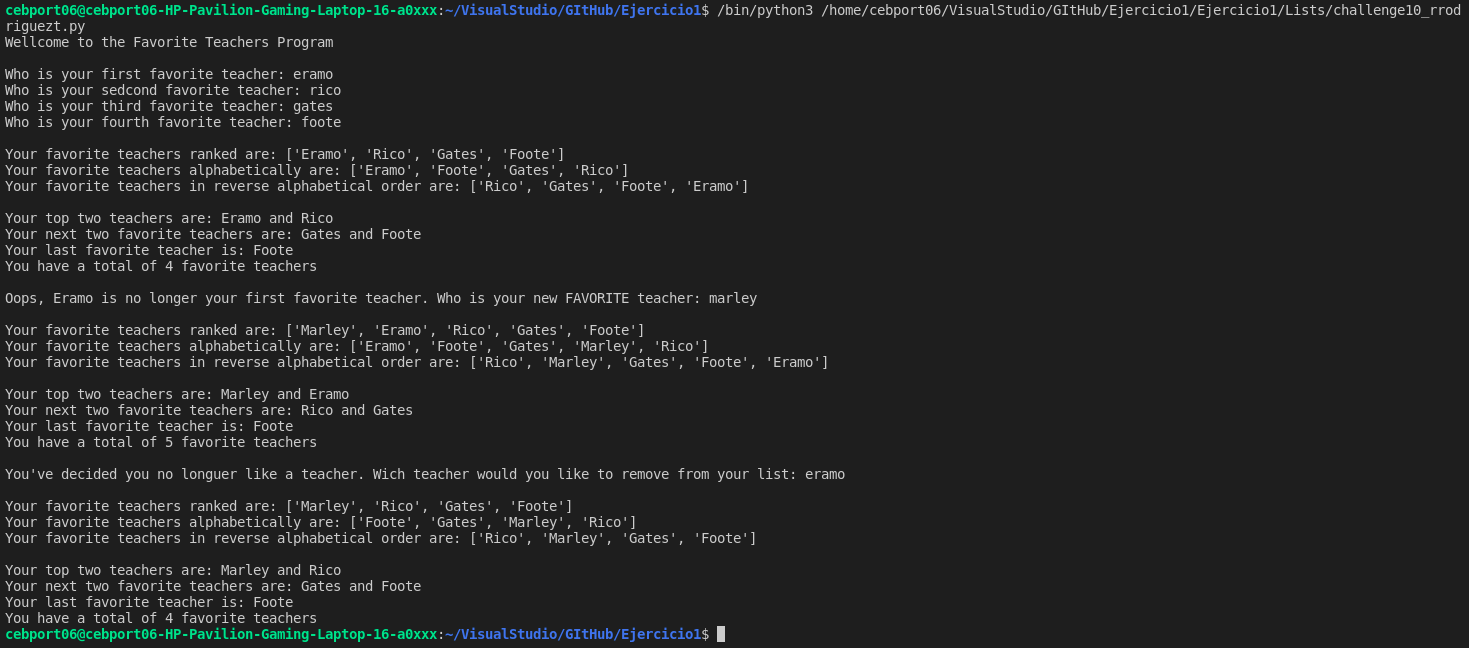 cebport06@cebport06-HP-Pavilion-Gaming-Laptop-16-a0xxx:~/VisualStudio/GItHub/Ejercicio1$ /bin/python3 /home/cebport06/VisualStudio/GItHub/Ejercicio1/Ejercicio1/Lists/challenge10_rrod
riguezt.py
Wellcome to the Favorite Teachers Program

Who is your first favorite teacher: eramo
Who is your sedcond favorite teacher: rico
Who is your third favorite teacher: gates
Who is your fourth favorite teacher: foote

Your favorite teachers ranked are: ['Eramo', 'Rico', 'Gates', 'Foote']
Your favorite teachers alphabetically are: ['Eramo', 'Foote', 'Gates', 'Rico']
Your favorite teachers in reverse alphabetical order are: ['Rico', 'Gates', 'Foote', 'Eramo']

Your top two teachers are: Eramo and Rico
Your next two favorite teachers are: Gates and Foote
Your last favorite teacher is: Foote
You have a total of 4 favorite teachers

Oops, Eramo is no longer your first favorite teacher. Who is your new FAVORITE teacher: marley

Your favorite teachers ranked are: ['Marley', 'Eramo', 'Rico', 'Gates', 'Foote']
Your favorite teachers alphabetically are: ['Eramo', 'Foote', 'Gates', 'Marley', 'Rico']
Your favorite teachers in reverse alphabetical order are: ['Rico', 'Marley', 'Gates', 'Foote', 'Eramo']

Your top two teachers are: Marley and Eramo
Your next two favorite teachers are: Rico and Gates
Your last favorite teacher is: Foote
You have a total of 5 favorite teachers

You've decided you no longuer like a teacher. Wich teacher would you like to remove from your list: eramo

Your favorite teachers ranked are: ['Marley', 'Rico', 'Gates', 'Foote']
Your favorite teachers alphabetically are: ['Foote', 'Gates', 'Marley', 'Rico']
Your favorite teachers in reverse alphabetical order are: ['Rico', 'Marley', 'Gates', 'Foote']

Your top two teachers are: Marley and Rico
Your next two favorite teachers are: Gates and Foote
Your last favorite teacher is: Foote
You have a total of 4 favorite teachers
cebport06@cebport06-HP-Pavilion-Gaming-Laptop-16-a0xxx:~/VisualStudio/GItHub/Ejercicio1$